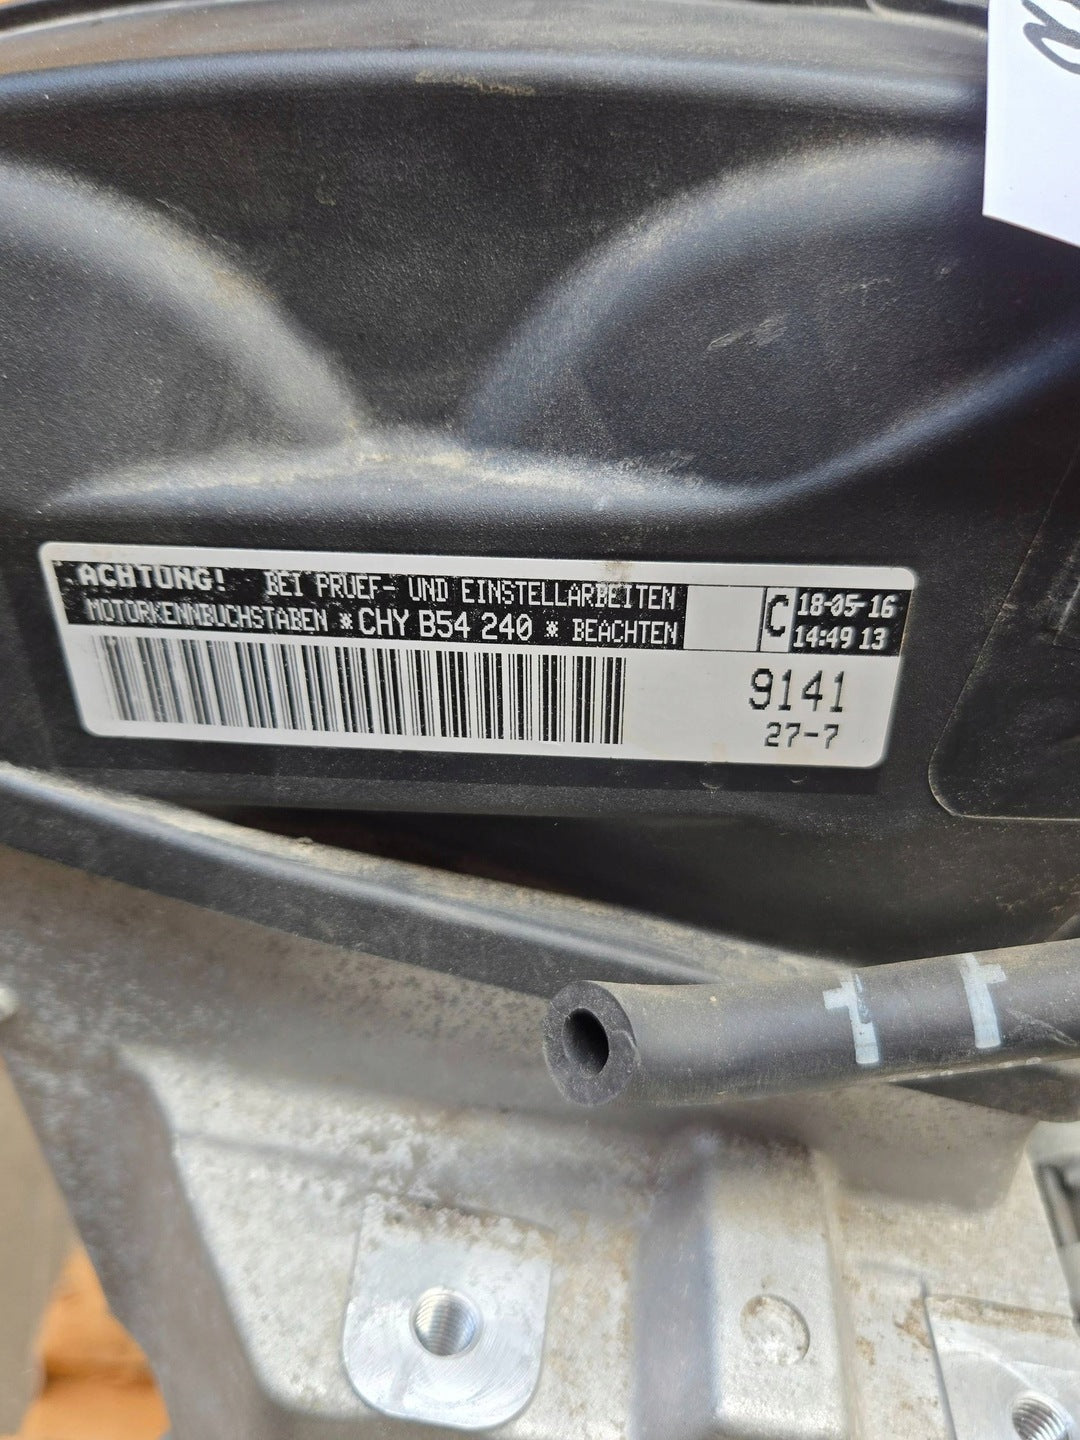 ACHTUNG! BEI PRUEF- UND EINSTELLARBEITEN
MOTORKENNBUCHSTABEN * CHY B54 240 * BEACHTEN
C
18-05-16
14:49 13
9141
27-7